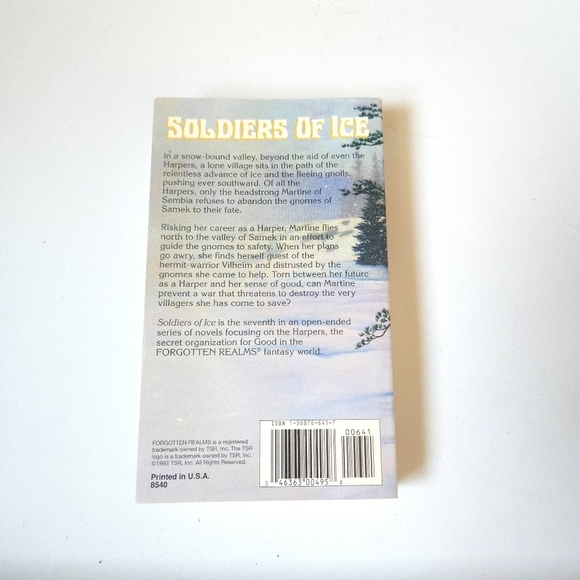 SOLDIERS OF ICE
In a snow-bound valley, beyond the aid of even the
Harpers, a lone village sits in the path of the
relentless advance of ice and the fleeing gnolls,
pushing ever southward. Of all the
Harpers, only the headstrong Martine of
Sembia refuses to abandon the gnomes of
Samek to their fate.
Risking her career as a Harper, Martine flies
north to the valley of Samek in an effort to
guide the gnomes to safety. When her plans
go awry, she finds herself guest of the
hermit-warrior Vilheim and distrusted by the
gnomes she came to help. Torn between her future
as a Harper and her sense of good, can Martine
prevent a war that threatens to destroy the very
villagers she has come to save?
Soldiers of Ice is the seventh in an open-ended
series of novels focusing on the Harpers, the
secret organization for Good in the
FORGOTTEN REALMS® fantasy world.
FORGOTTEN REALMS is a registered
trademark owned by TSR, Inc. The TSR
logo is a trademark owned by TSR, Inc.
©1993 TSR, Inc. All Rights Reserved.
Printed in U.S.A.
8540
ISBN 1-56076-641-7
00641
0 46363 00495 8